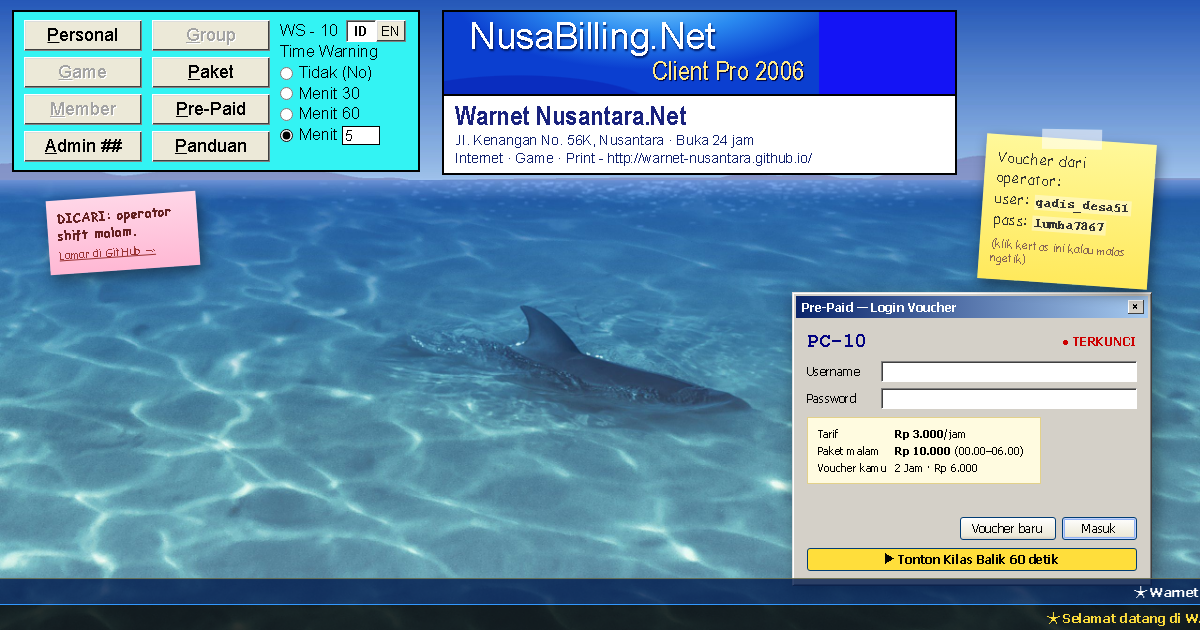 Personal
Group
Game
Paket
Member
Pre-Paid
Admin ##
Panduan
WS - 10 ID EN
Time Warning
Tidak (No)
Menit 30
Menit 60
Menit 5
NusaBilling.Net
Client Pro 2006
Warnet Nusantara.Net
Jl. Kenangan No. 56K, Nusantara · Buka 24 jam
Internet · Game · Print - http://warnet-nusantara.github.io/
DICARI: operator
shift malam.
Lamar di GitHub →
Voucher dari
operator:
user: gadis_desa51
pass: lumba7867
(klik kertas ini kalau malas
ngetik)
Pre-Paid — Login Voucher ×
PC-10 ● TERKUNCI
Username
Password
Tarif Rp 3.000/jam
Paket malam Rp 10.000 (00.00–06.00)
Voucher kamu 2 Jam · Rp 6.000
Voucher baru Masuk
▶ Tonton Kilas Balik 60 detik
★ Warnet
★ Selamat datang di W